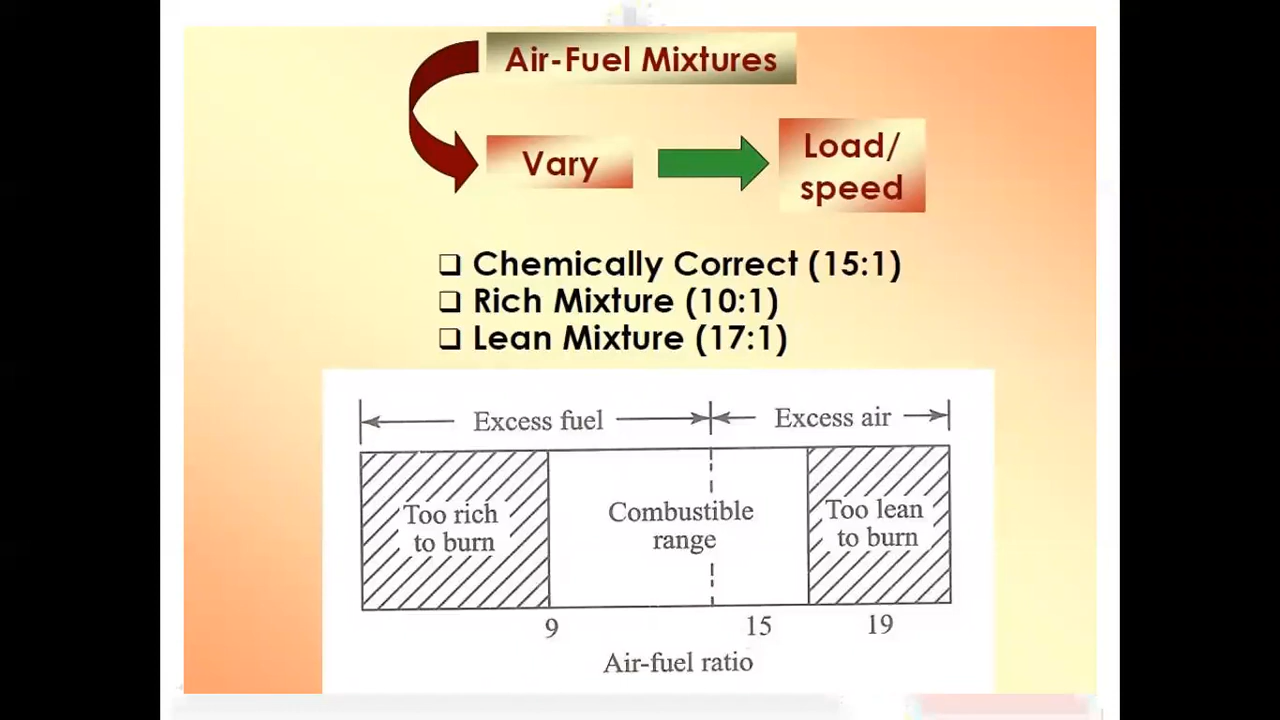 Air-Fuel Mixtures
Vary
Load/
speed
❑ Chemically Correct (15:1)
❑ Rich Mixture (10:1)
❑ Lean Mixture (17:1)
Excess fuel
Excess air
Too rich
to burn
Combustible
range
Too lean
to burn
9
15
19
Air-fuel ratio